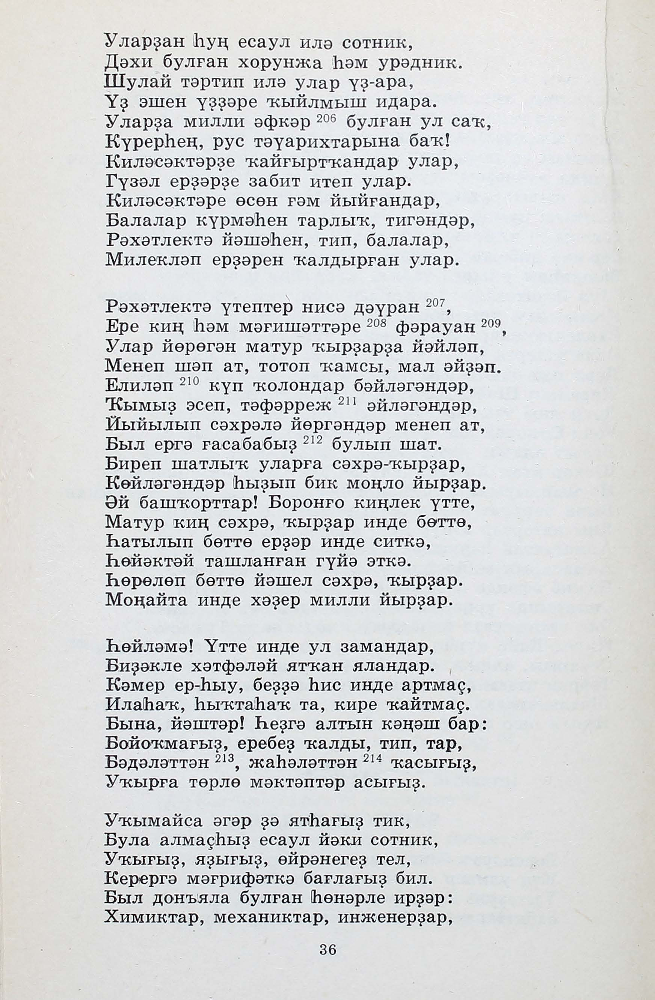 Уларҙан һуң есаул илә сотник,
Дәхи булған хорунжа һәм урәдник.
Шулай тәртип илә улар үҙ-ара,
Үҙ эшен үҙҙәре ҡыйлмыш идара.
Уларҙа милли әфкәр ²⁰⁶ булған ул саҡ,
Күрерһең, рус тәүарихтарына баҡ!
Киләсәктәрҙе ҡайғыртҡандар улар,
Гүзәл ерҙәрҙе забит итеп улар.
Киләсәктәре өсөн ғәм йыйғандар,
Балалар күрмәһен тарлыҡ, тигәндәр,
Рәхәтлектә йәшәһен, тип, балалар,
Милекләп ерҙәрен ҡалдырған улар.

Рәхәтлектә үтептер нисә дәүран ²⁰⁷,
Ере киң һәм мәғишәттәре ²⁰⁸ фәрауан ²⁰⁹,
Улар йөрөгән матур ҡырҙарҙа йәйләп,
Менеп шәп ат, тотоп ҡамсы, мал әйҙәп.
Елиләп ²¹⁰ күп ҡолондар бәйләгәндәр,
Ҡымыҙ эсеп, тәфәрреж ²¹¹ әйләгәндәр,
Йыйылып сәхрәлә йөргәндәр менеп ат,
Был ергә ғасабабыҙ ²¹² булып шат.
Биреп шатлыҡ уларға сәхрә-ҡырҙар,
Көйләгәндәр һыҙып бик моңло йырҙар.
Әй башҡорттар! Боронғо киңлек үтте,
Матур киң сәхрә, ҡырҙар инде бөттө,
Һатылып бөттө ерҙәр инде ситкә,
Һөйәктәй ташланған гүйә эткә.
Һөрөлөп бөттө йәшел сәхрә, ҡырҙар.
Моңайта инде хәҙер милли йырҙар.

Һөйләмә! Үтте инде ул замандар,
Биҙәкле хәтфәләй ятҡан яландар.
Кәмер ер-һыу, беҙҙә һис инде артмаҫ,
Илаһаҡ, һыҡтаһаҡ та, кире ҡайтмаҫ.
Бына, йәштәр! Һеҙгә алтын кәңәш бар:
Бойоҡмағыҙ, еребеҙ ҡалды, тип, тар,
Бәдәләттән ²¹³, жаһәләттән ²¹⁴ ҡасығыҙ,
Уҡырға төрлө мәктәптәр асығыҙ.

Уҡымайса әгәр ҙә ятһағыҙ тик,
Була алмаҫһыҙ есаул йәки сотник,
Уҡығыҙ, яҙығыҙ, өйрәнегеҙ тел,
Керергә мәғрифәткә бағлағыҙ бил.
Был донъяла булған һөнәрле ирҙәр:
Химиктар, механиктар, инженерҙар,

36